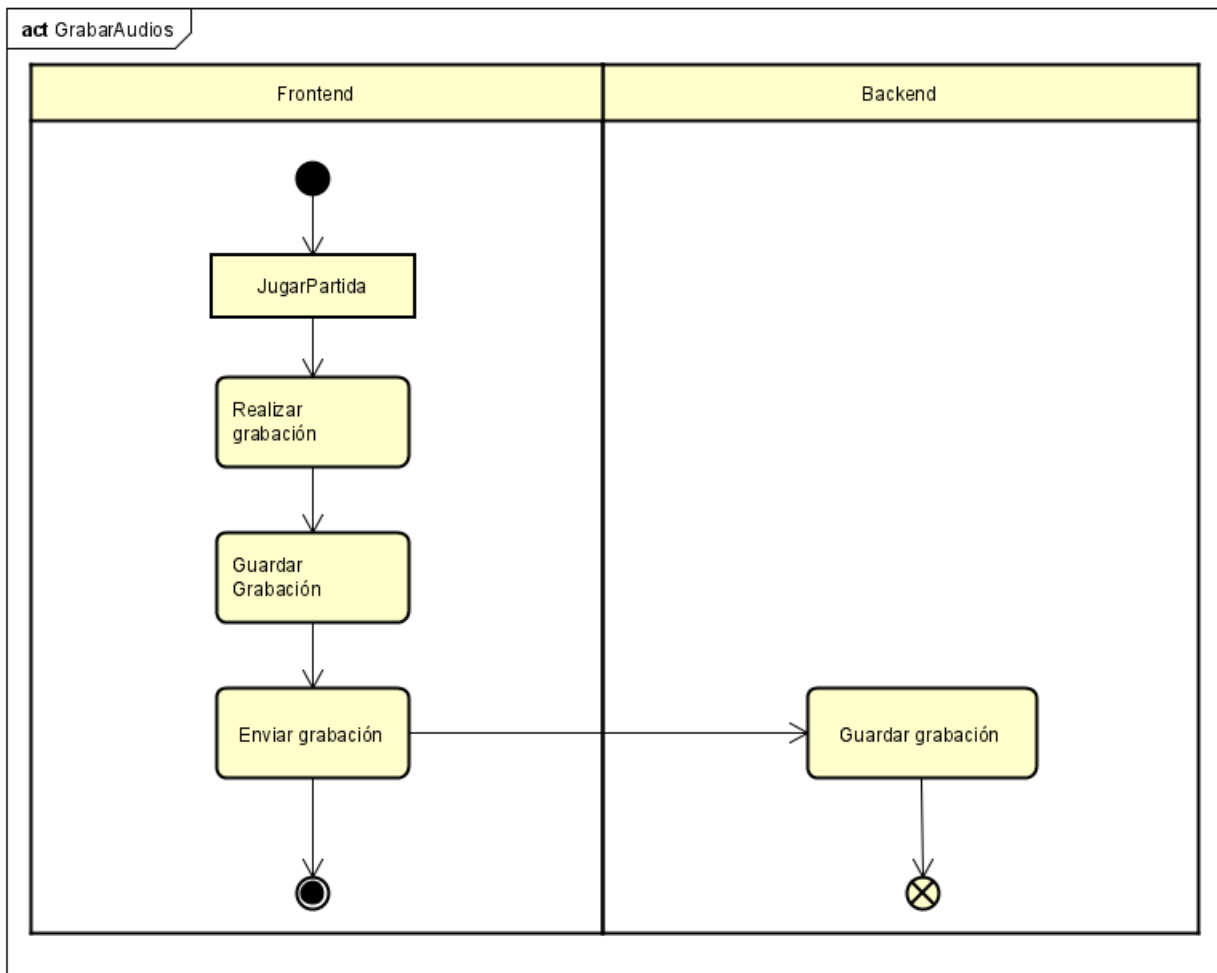 act GrabarAudios
Frontend
Backend
JugarPartida
Realizar
grabación
Guardar
Grabación
Enviar grabación
Guardar grabación